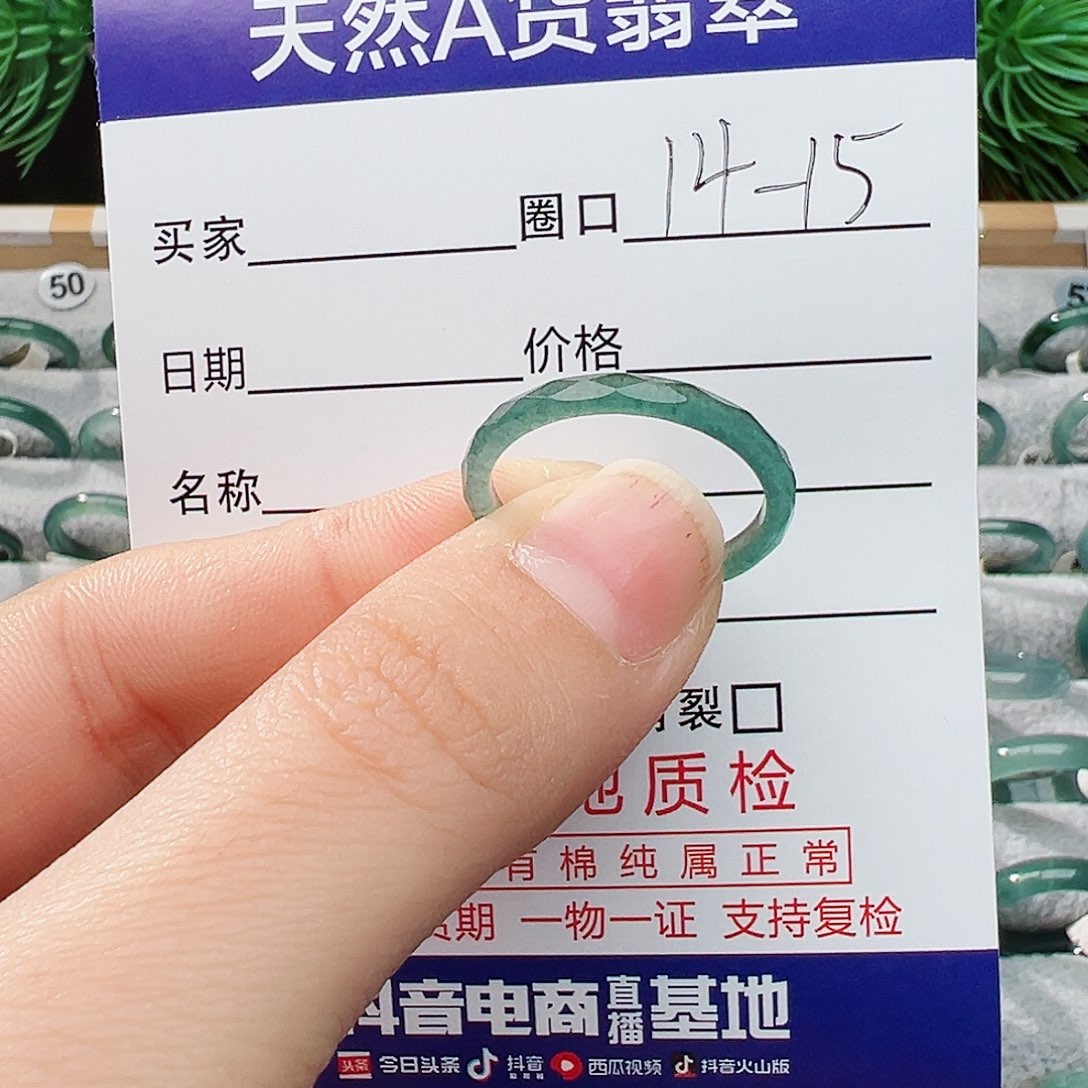 天然A货翡翠
买家 圈口 14-15
日期 价格
名称
裂□
质检
有棉纯属正常
期 一物一证 支持复检
抖音电商直播基地
头条 今日头条 抖音 西瓜视频 抖音火山版
50